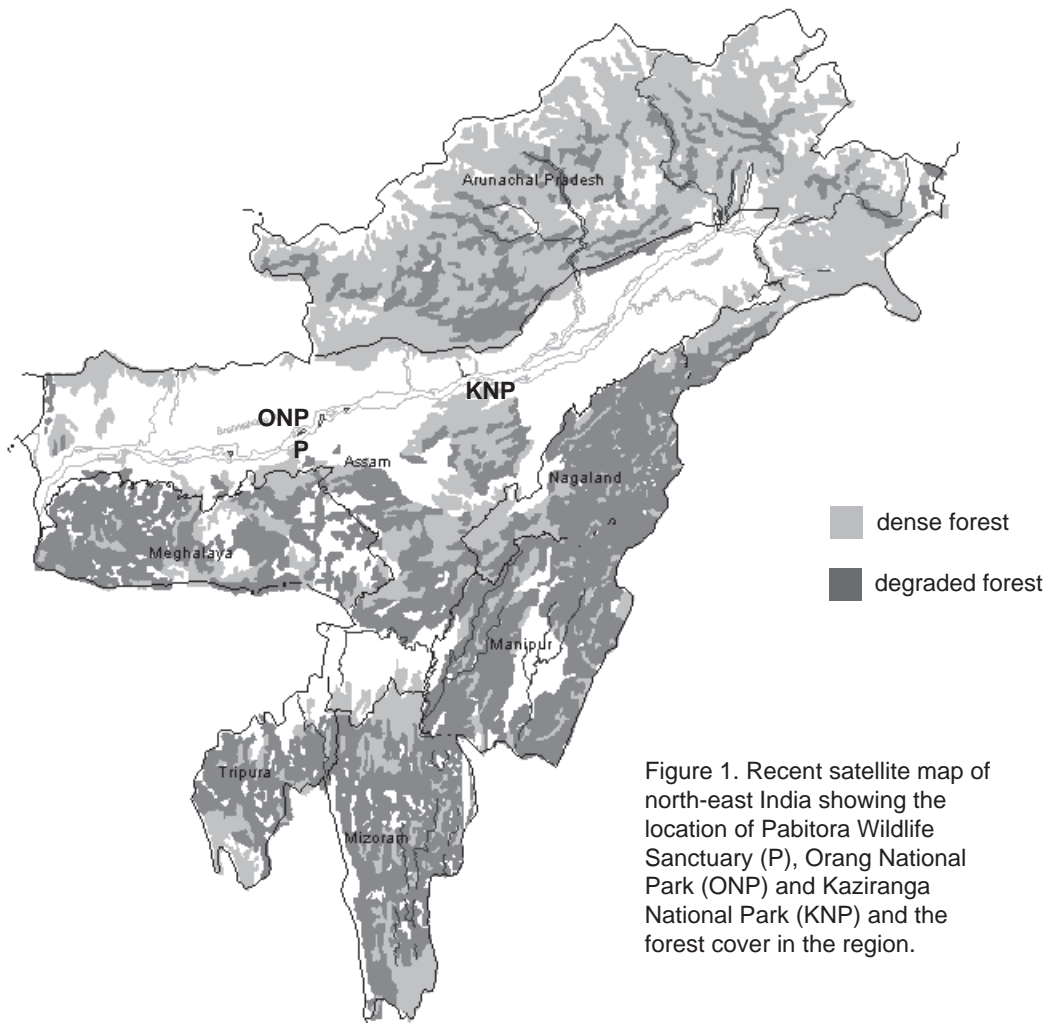 Arunachal Pradesh
KNP
ONP
P
Assam
Nagaland
Meghalaya
Manipur
Tripura
Mizoram
dense forest
degraded forest
Figure 1. Recent satellite map of
north-east India showing the
location of Pabitora Wildlife
Sanctuary (P), Orang National
Park (ONP) and Kaziranga
National Park (KNP) and the
forest cover in the region.